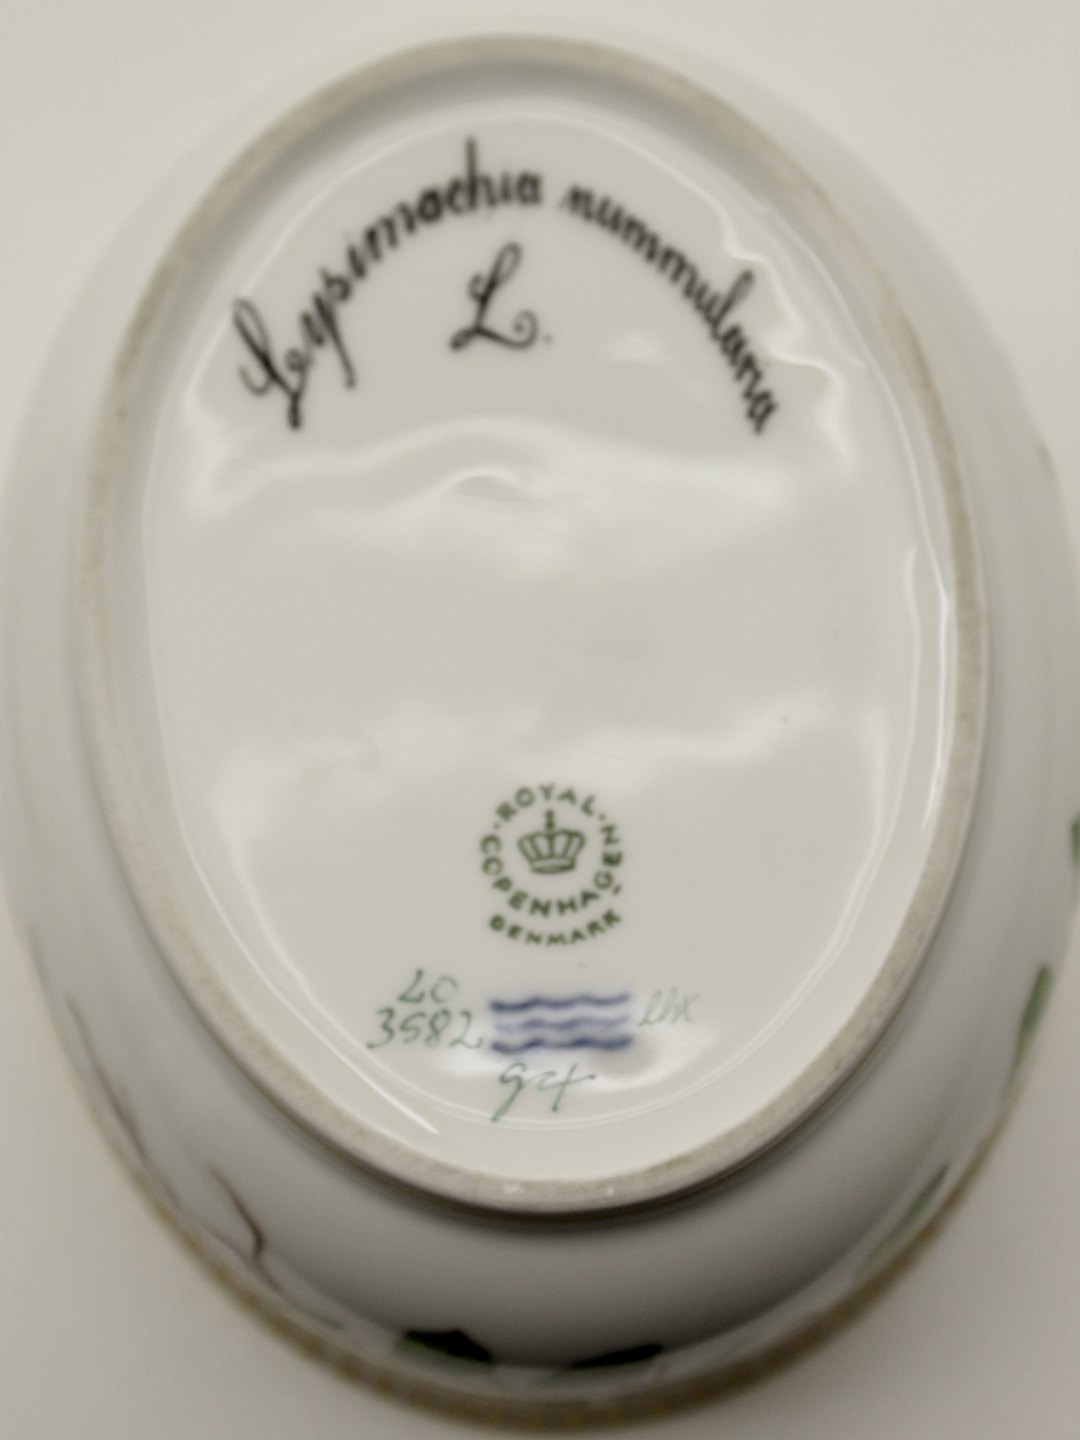 Lysimachia nummularia
L.
ROYAL COPENHAGEN
DENMARK
20
3582